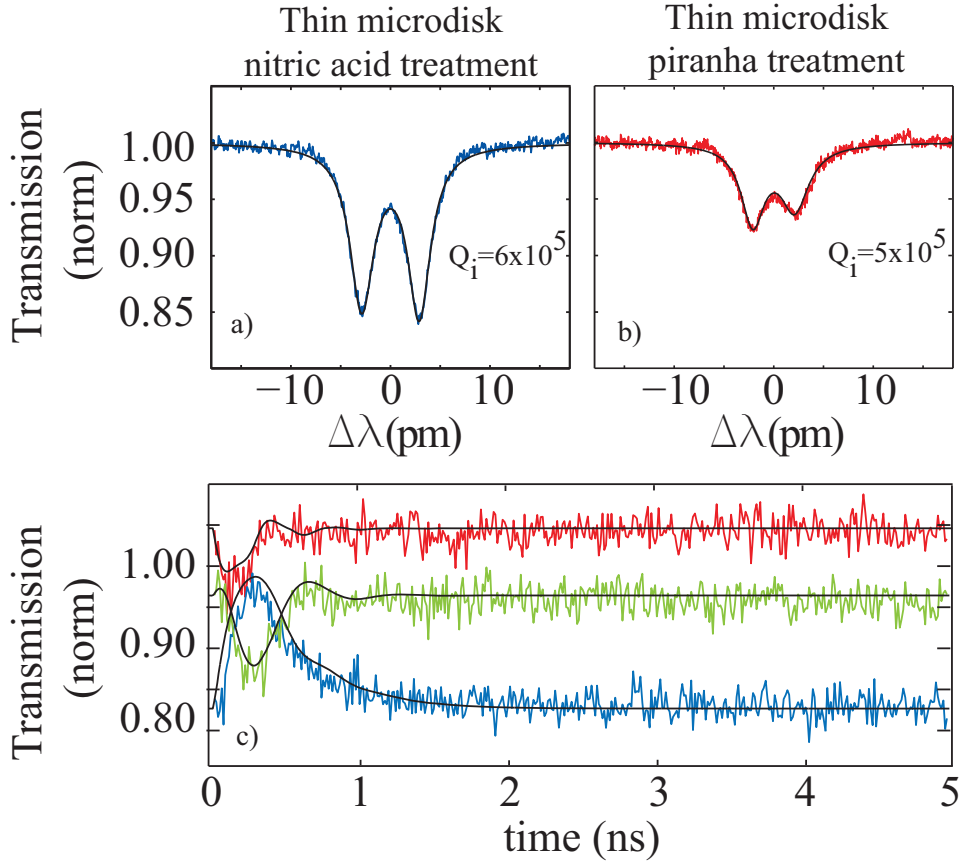 Thin microdisk
nitric acid treatment
Thin microdisk
piranha treatment
Transmission
(norm)
1.00
0.95
0.90
0.85
a)
Q_i=6x10^5
b)
Q_i=5x10^5
−10 0 10
Δλ(pm)
−10 0 10
Δλ(pm)
Transmission
(norm)
1.00
0.90
0.80
c)
0 1 2 3 4 5
time (ns)